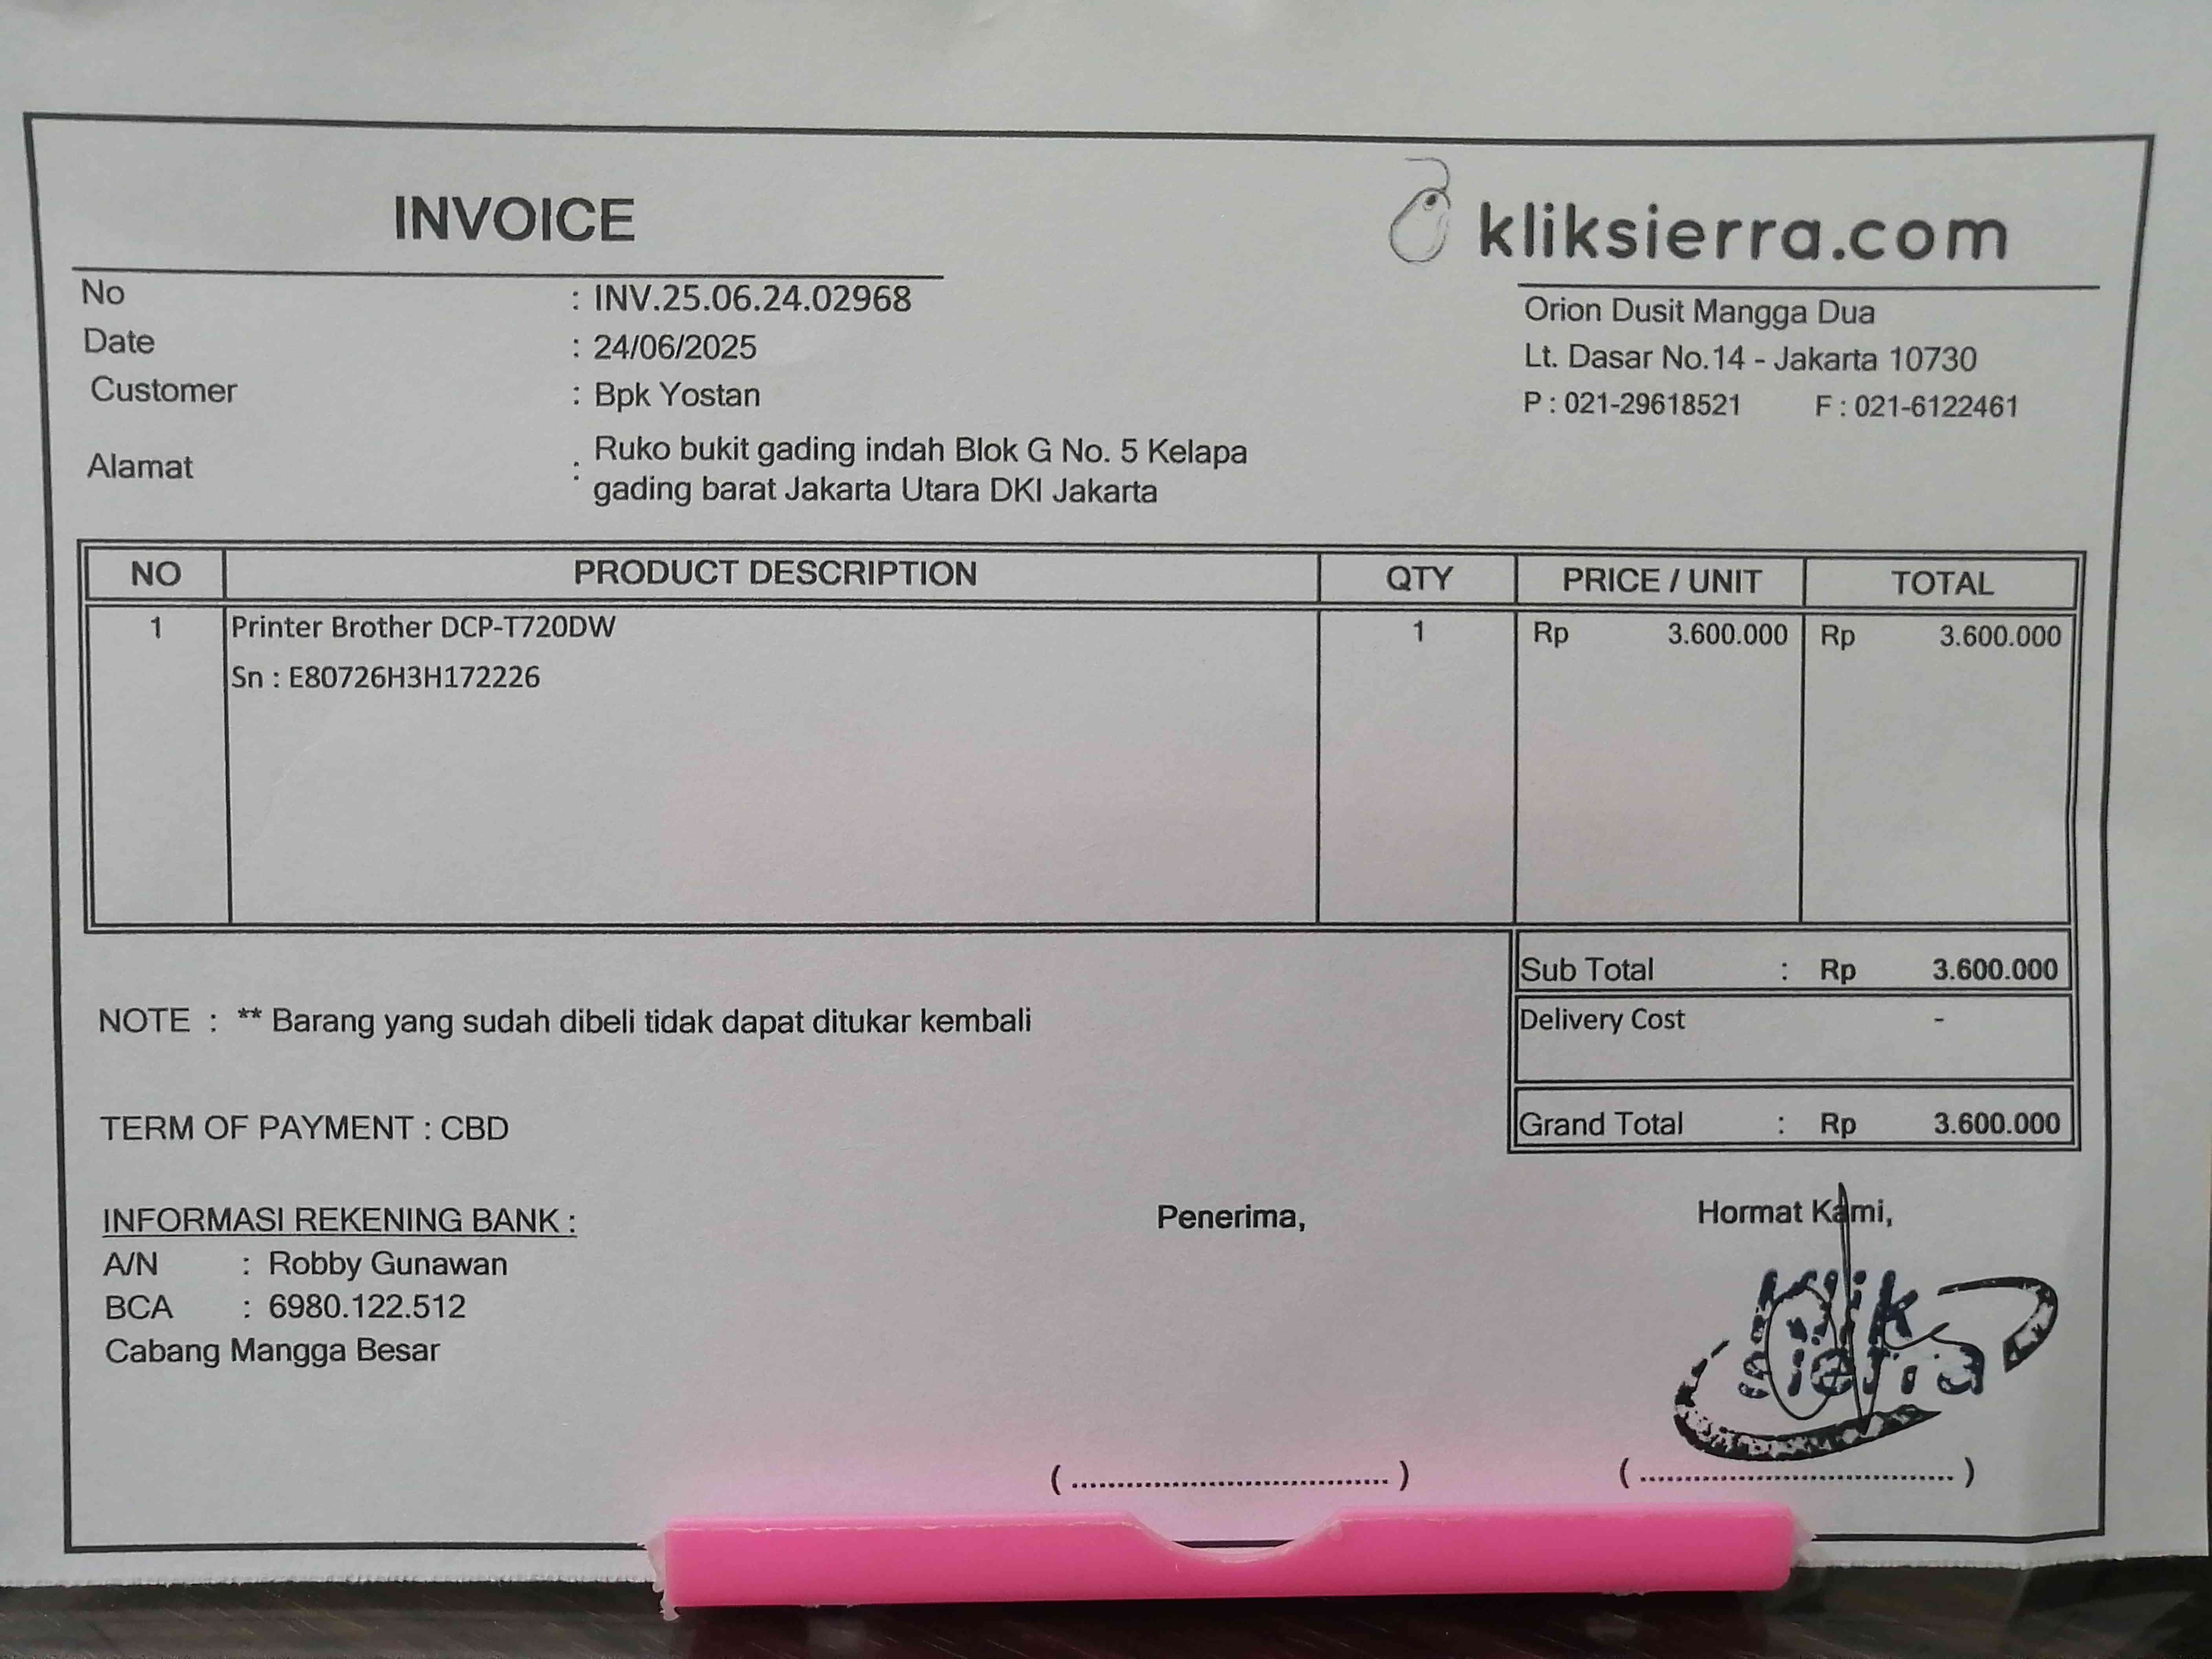 INVOICE
kliksierra.com
No : INV.25.06.24.02968
Date : 24/06/2025
Customer : Bpk Yostan
Alamat : Ruko bukit gading indah Blok G No. 5 Kelapa
gading barat Jakarta Utara DKI Jakarta
Orion Dusit Mangga Dua
Lt. Dasar No.14 - Jakarta 10730
P : 021-29618521 F : 021-6122461
NO PRODUCT DESCRIPTION QTY PRICE / UNIT TOTAL
1 Printer Brother DCP-T720DW 1 Rp 3.600.000 Rp 3.600.000
Sn : E80726H3H172226
Sub Total : Rp 3.600.000
Delivery Cost -
Grand Total : Rp 3.600.000
NOTE : ** Barang yang sudah dibeli tidak dapat ditukar kembali
TERM OF PAYMENT : CBD
INFORMASI REKENING BANK :
A/N : Robby Gunawan
BCA : 6980.122.512
Cabang Mangga Besar
Penerima,
(..................................)
Hormat Kami,
Klik
sierra
(..................................)